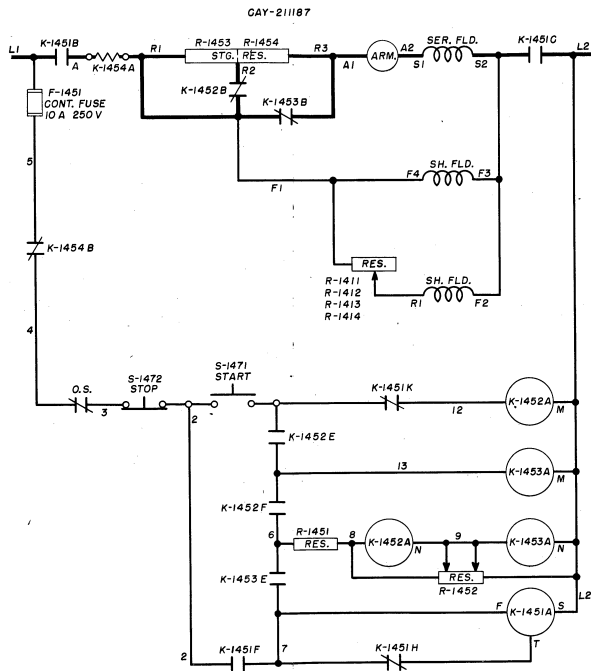 CAY-211187
L1
K-1451B
A
K-1454A
R1
R-1453
R-1454
STG. RES.
R2
R3
A1
ARM.
A2
SER. FLD.
S1
S2
K-1451C
L2
F-1451
CONT. FUSE
10 A 250 V
K-1452B
K-1453B
5
F1
F4
SH. FLD.
F3
K-1454 B
RES.
R-1411
R-1412
R-1413
R-1414
SH. FLD.
R1
F2
4
O.S.
3
S-1472
STOP
2
S-1471
START
K-1451K
12
K-1452A
M
K-1452E
13
K-1453A
M
K-1452F
6
R-1451
RES.
8
K-1452A
N
9
K-1453A
N
RES.
R-1452
K-1453 E
L2
F
K-1451A
S
T
2
K-1451F
7
K-1451H